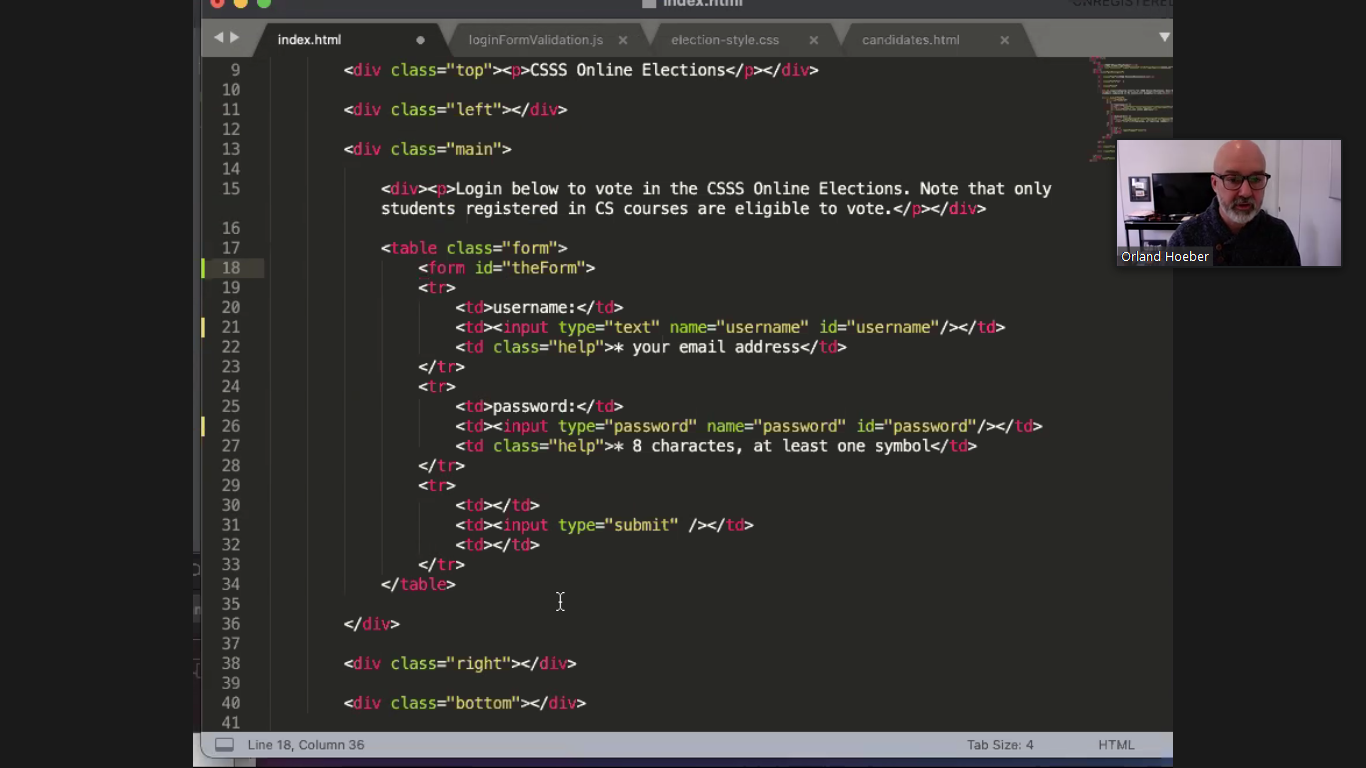 index.html
UNREGISTERED
index.html
loginFormValidation.js
election-style.css
candidates.html
9 <div class="top"><p>CSSS Online Elections</p></div>
10
11 <div class="left"></div>
12
13 <div class="main">
14
15 <div><p>Login below to vote in the CSSS Online Elections. Note that only
students registered in CS courses are eligible to vote.</p></div>
16
17 <table class="form">
18 <form id="theForm">
19 <tr>
20 <td>username:</td>
21 <td><input type="text" name="username" id="username"/></td>
22 <td class="help">* your email address</td>
23 </tr>
24 <tr>
25 <td>password:</td>
26 <td><input type="password" name="password" id="password"/></td>
27 <td class="help">* 8 charactes, at least one symbol</td>
28 </tr>
29 <tr>
30 <td></td>
31 <td><input type="submit" /></td>
32 <td></td>
33 </tr>
34 </table>
35
36 </div>
37
38 <div class="right"></div>
39
40 <div class="bottom"></div>
41
Orland Hoeber
Line 18, Column 36
Tab Size: 4
HTML